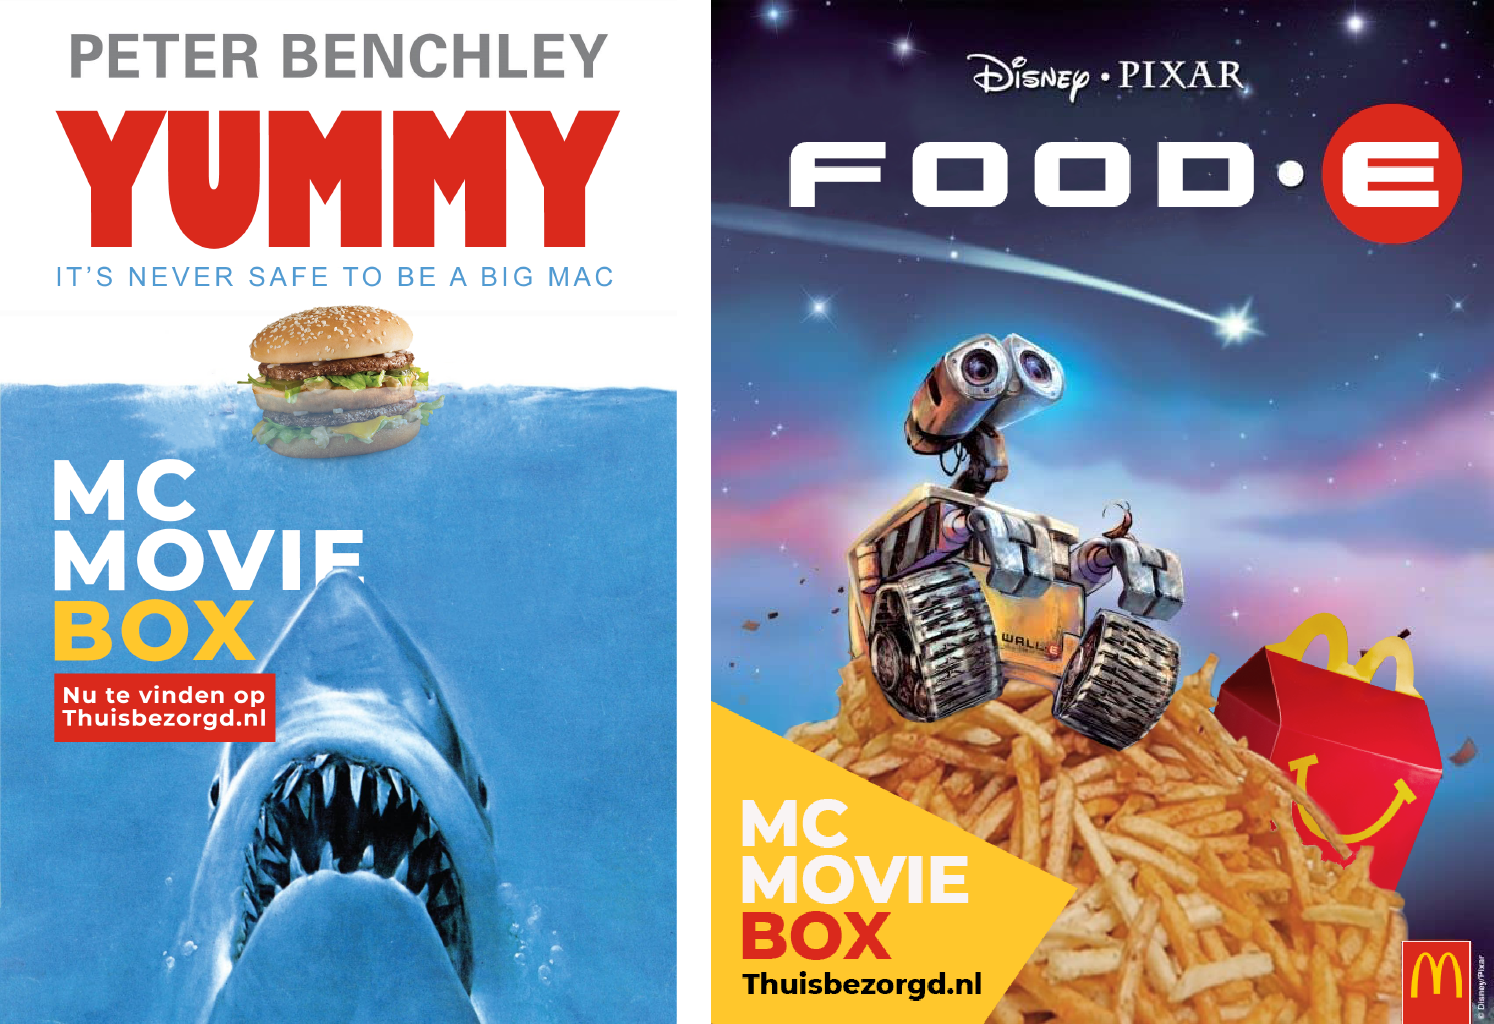 PETER BENCHLEY
YUMMY
IT'S NEVER SAFE TO BE A BIG MAC
MC
MOVIE
BOX
Nu te vinden op
Thuisbezorgd.nl
DISNEY • PIXAR
FOOD•E
WALL•E
MC
MOVIE
BOX
Thuisbezorgd.nl
© Disney/Pixar